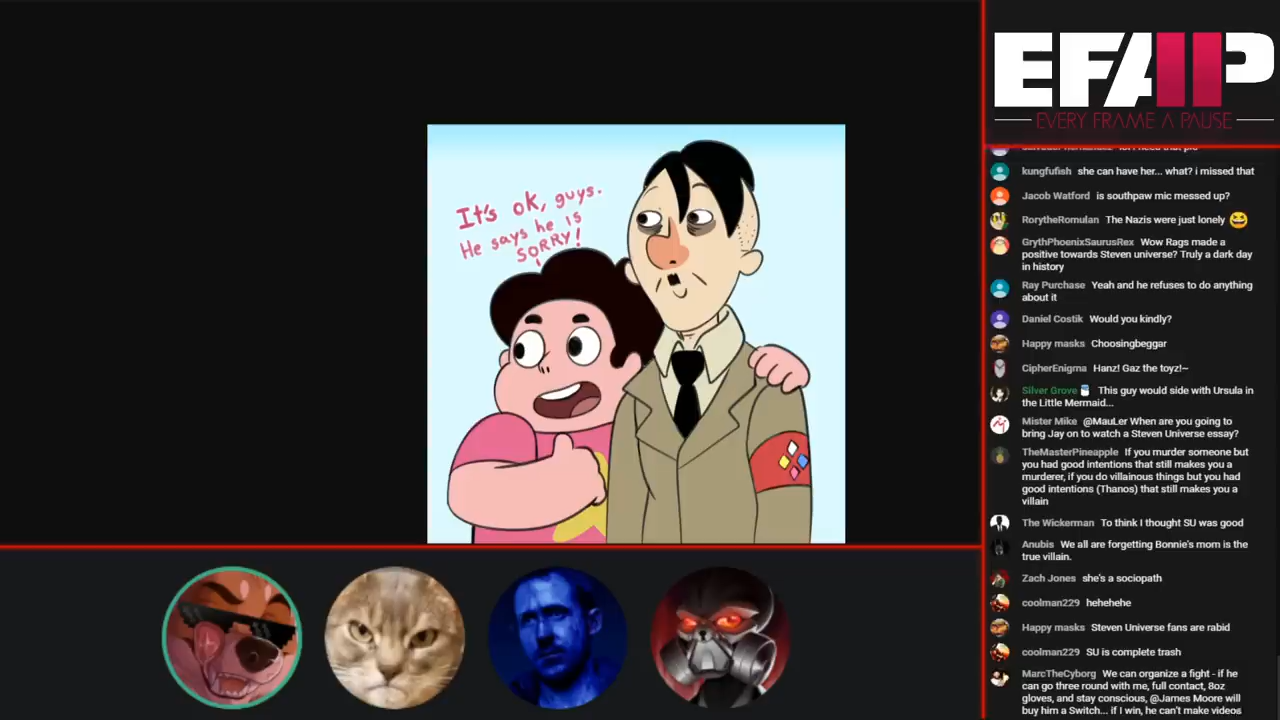 It's ok, guys.
He says he is
SORRY!
EFAP
EVERY FRAME A PAUSE
kungfufish she can have her... what? i missed that
Jacob Watford is southpaw mic messed up?
RorytheRomulan The Nazis were just lonely 😆
GrythPhoenixSaurusRex Wow Rags made a
positive towards Steven universe? Truly a dark day
in history
Ray Purchase Yeah and he refuses to do anything
about it
Daniel Costik Would you kindly?
Happy masks Choosingbeggar
CipherEnigma Hanz! Gaz the toyz!~
Silver Grove This guy would side with Ursula in
the Little Mermaid...
Mister Mike @MauLer When are you going to
bring Jay on to watch a Steven Universe essay?
TheMasterPineapple If you murder someone but
you had good intentions that still makes you a
murderer, if you do villainous things but you had
good intentions (Thanos) that still makes you a
villain
The Wickerman To think I thought SU was good
Anubis We all are forgetting Bonnie's mom is the
true villain.
Zach Jones she's a sociopath
coolman229 hehehehe
Happy masks Steven Universe fans are rabid
coolman229 SU is complete trash
MarcTheCyborg We can organize a fight - if he
can go three round with me, full contact, 8oz
gloves, and stay conscious, @James Moore will
buy him a Switch... if I win, he can't make videos